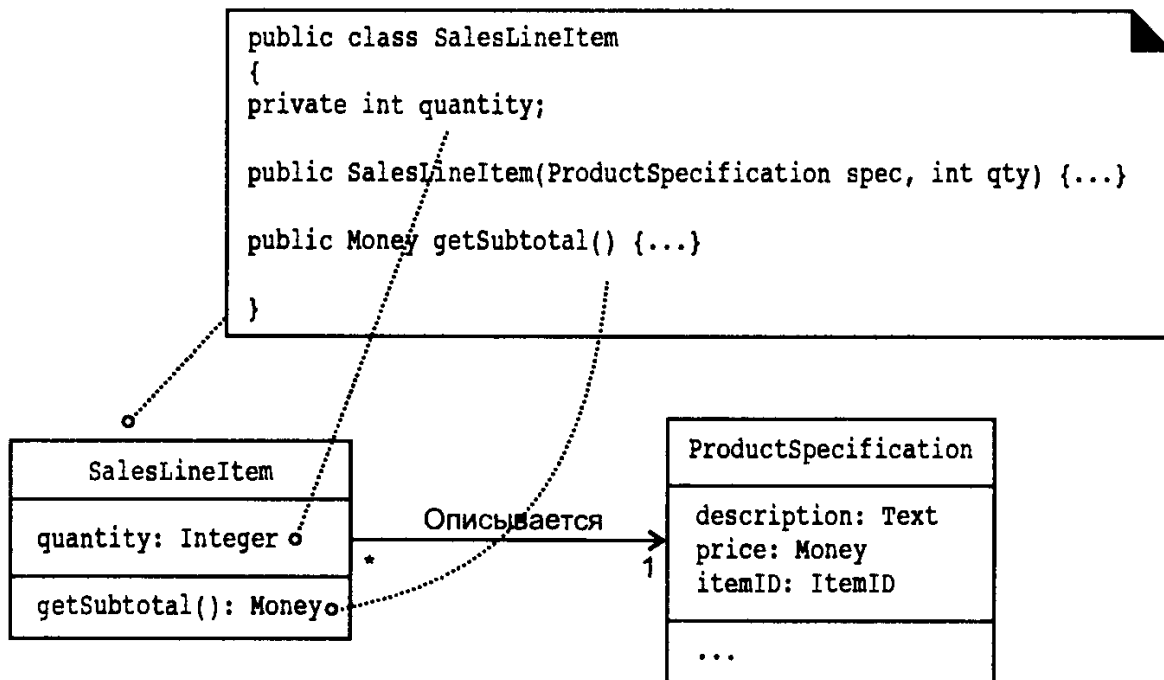 public class SalesLineItem
{
private int quantity;
public SalesLineItem(ProductSpecification spec, int qty) {...}
public Money getSubtotal() {...}
}
SalesLineItem
quantity: Integer
getSubtotal(): Money
Описывается
*
1
ProductSpecification
description: Text
price: Money
itemID: ItemID
...